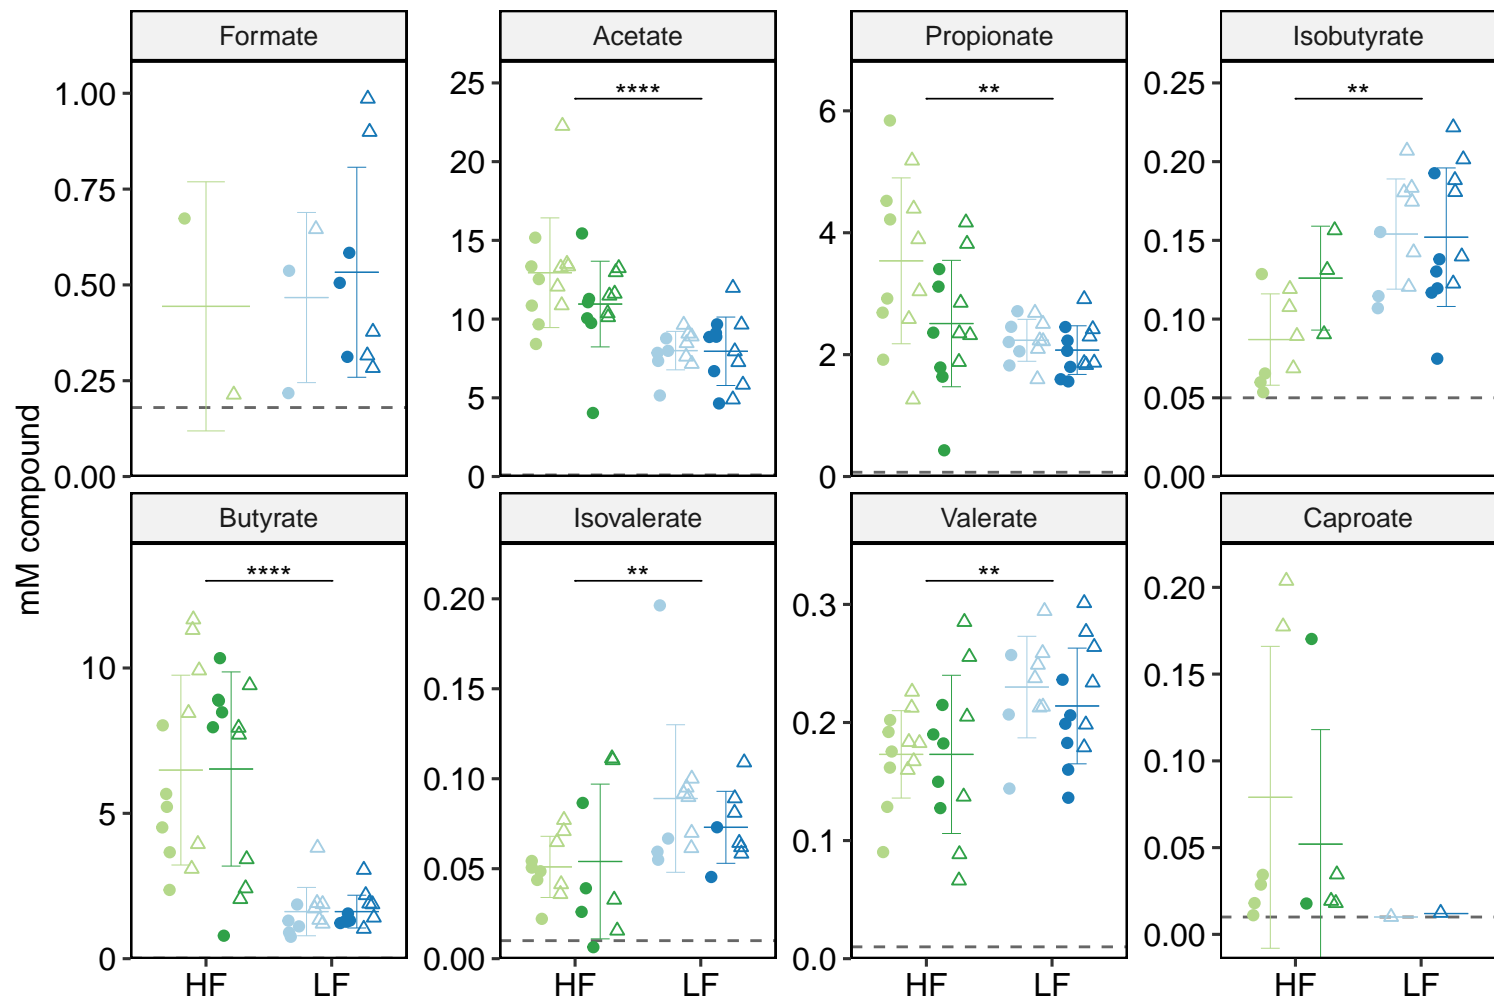 Formate Acetate Propionate Isobutyrate
1.00 25 6 0.25
**** ** **
0.75 20 0.20
0.50 15 4 0.15
10 0.10
0.25 5 2 0.05
0.00 0 0 0.00
mM compound
Butyrate Isovalerate Valerate Caproate
**** ** **
10 0.20 0.3 0.20
0.15 0.15
5 0.10 0.2 0.10
0.05 0.1 0.05
0 0.00 0.0 0.00
HF LF HF LF HF LF HF LF